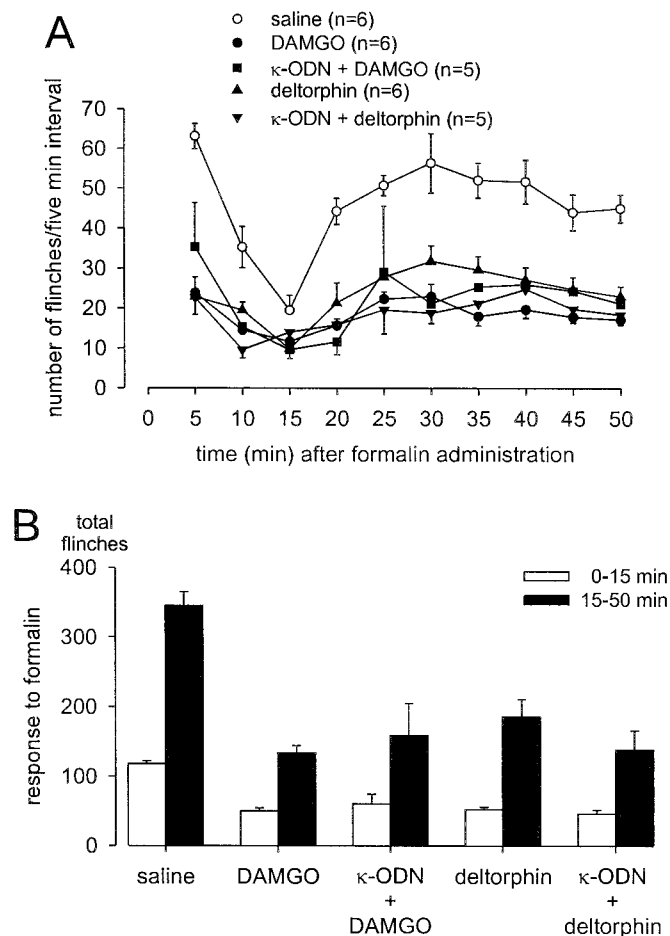 A
saline (n=6)
DAMGO (n=6)
κ-ODN + DAMGO (n=5)
deltorphin (n=6)
κ-ODN + deltorphin (n=5)
number of flinches/five min interval
70
60
50
40
30
20
10
0
0 5 10 15 20 25 30 35 40 45 50
time (min) after formalin administration
B
total
flinches
response to formalin
400
300
200
100
0
0-15 min
15-50 min
saline DAMGO κ-ODN deltorphin κ-ODN
+ +
DAMGO deltorphin